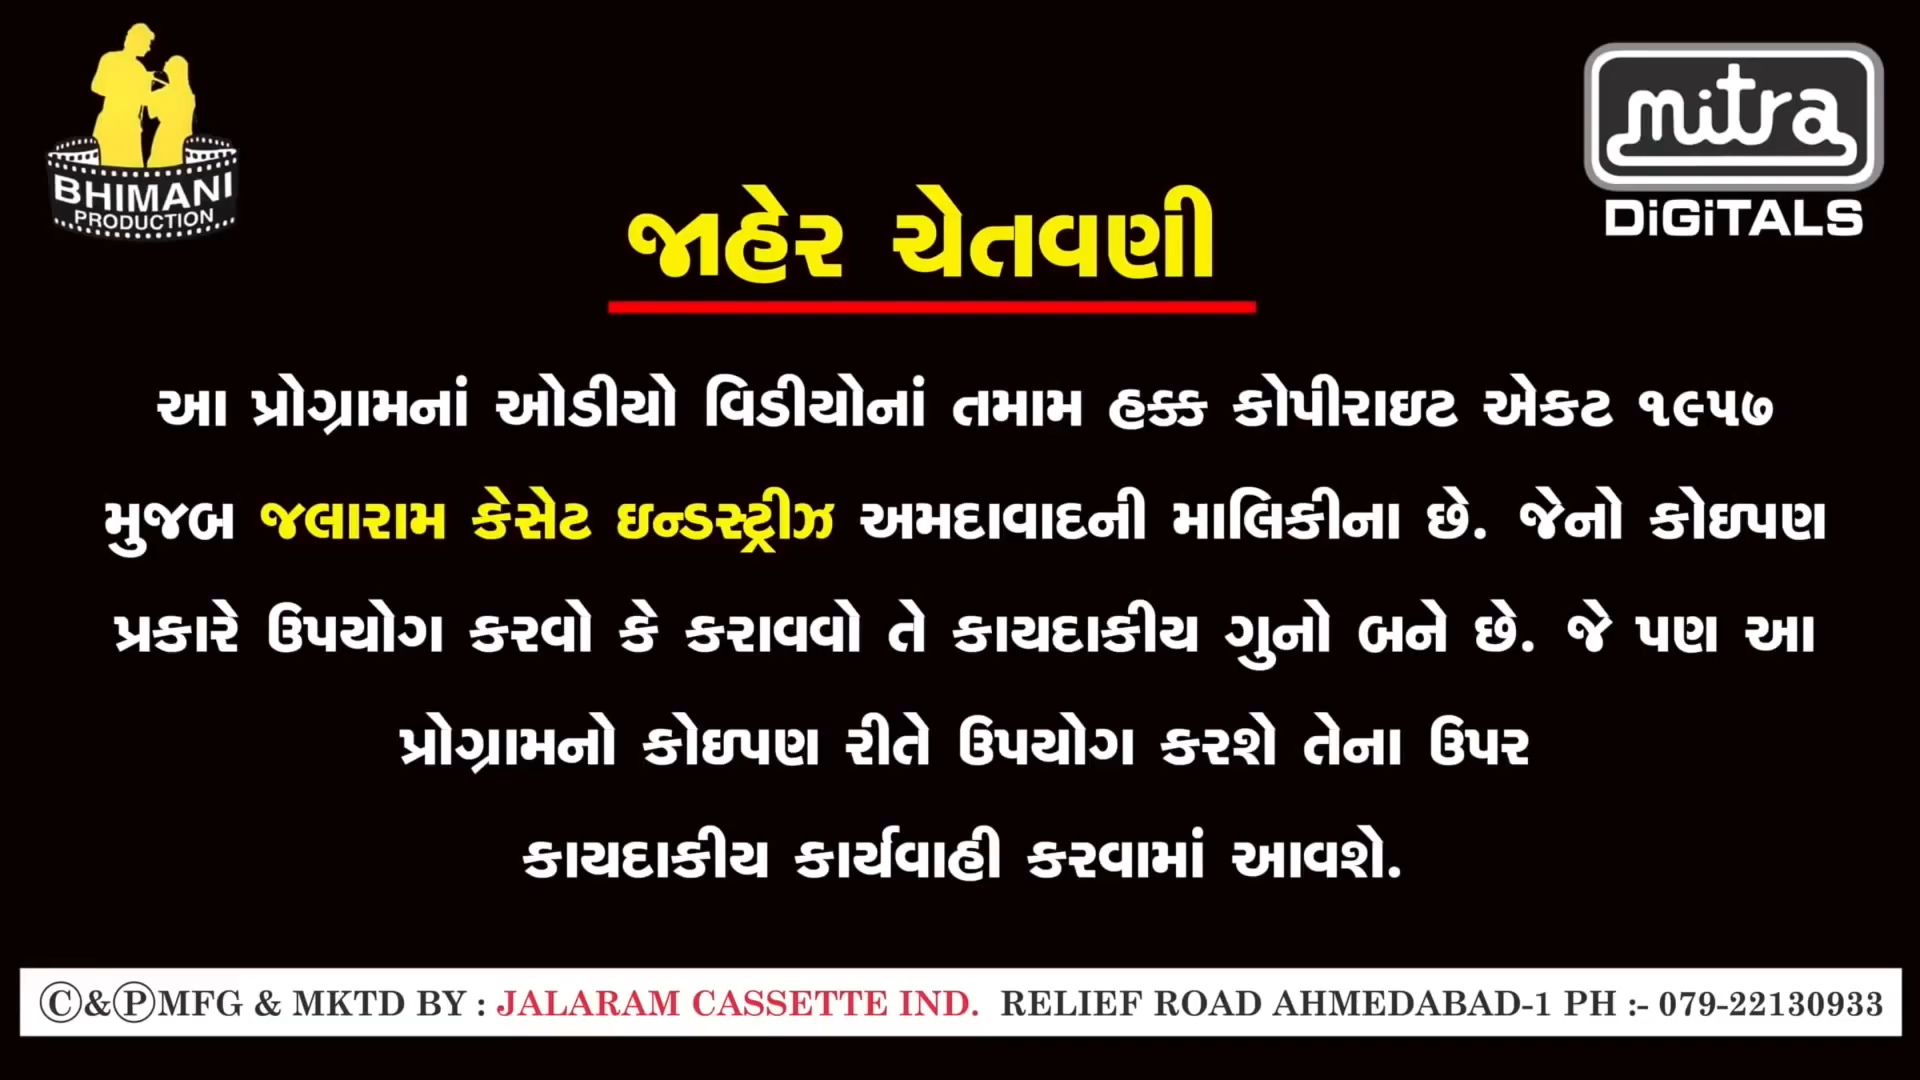 BHIMANI
PRODUCTION
mitra
DiGiTALS
જાહેર ચેતવણી
આ પ્રોગ્રામનાં ઓડીયો વિડીયોનાં તમામ હક્ક કોપીરાઇટ એકટ ૧૯૫૭
મુજબ જલારામ કેસેટ ઇન્ડસ્ટ્રીઝ અમદાવાદની માલિકીના છે. જેનો કોઇપણ
પ્રકારે ઉપયોગ કરવો કે કરાવવો તે કાયદાકીય ગુનો બને છે. જે પણ આ
પ્રોગ્રામનો કોઇપણ રીતે ઉપયોગ કરશે તેના ઉપર
કાયદાકીય કાર્યવાહી કરવામાં આવશે.
Ⓒ&ⓅMFG & MKTD BY : JALARAM CASSETTE IND. RELIEF ROAD AHMEDABAD-1 PH :- 079-22130933